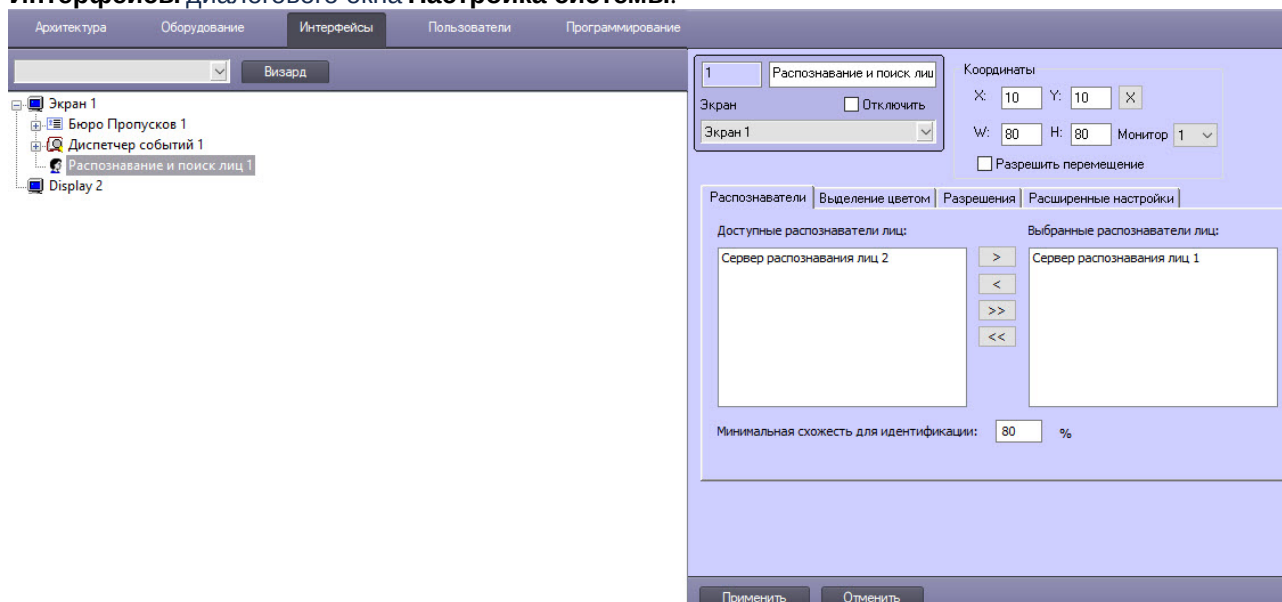 Интерфейсы диалогового окна Настройка системы.
Архитектура Оборудование Интерфейсы Пользователи Программирование
Визард
Экран 1
Бюро Пропусков 1
Диспетчер событий 1
Распознавание и поиск лиц 1
Display 2
1 Распознавание и поиск лиц
Экран Отключить
Экран 1
Координаты
X: 10 Y: 10 X
W: 80 H: 80 Монитор 1
Разрешить перемещение
Распознаватели Выделение цветом Разрешения Расширенные настройки
Доступные распознаватели лиц: Выбранные распознаватели лиц:
Сервер распознавания лиц 2 > Сервер распознавания лиц 1
<
>>
<<
Минимальная схожесть для идентификации: 80 %
Применить Отменить